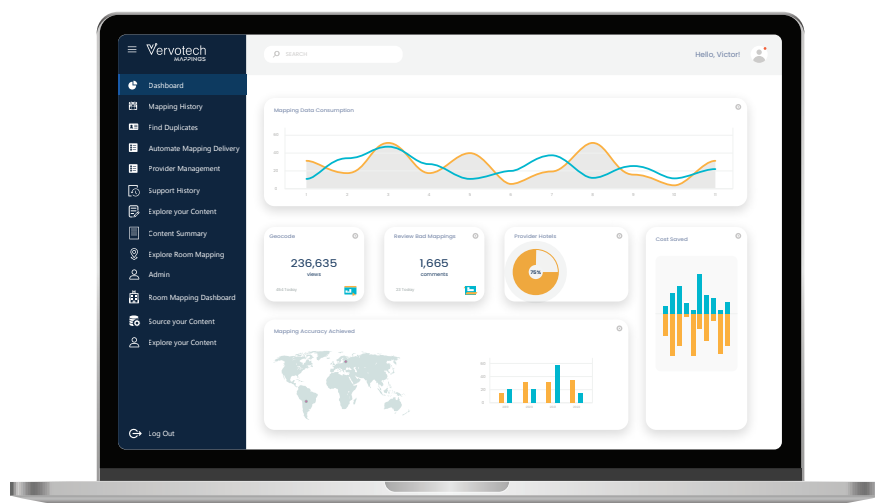 Vervotech
MAPPINGS
SEARCH
Hello, Victor!
Dashboard
Mapping History
Find Duplicates
Automate Mapping Delivery
Provider Management
Support History
Explore your Content
Content Summary
Explore Room Mapping
Admin
Room Mapping Dashboard
Source your Content
Explore your Content
Log Out
Mapping Data Consumption
Geocode
236,635
views
Review Bad Mappings
1,665
comments
Provider Hotels
75%
Cost Saved
Mapping Accuracy Achieved